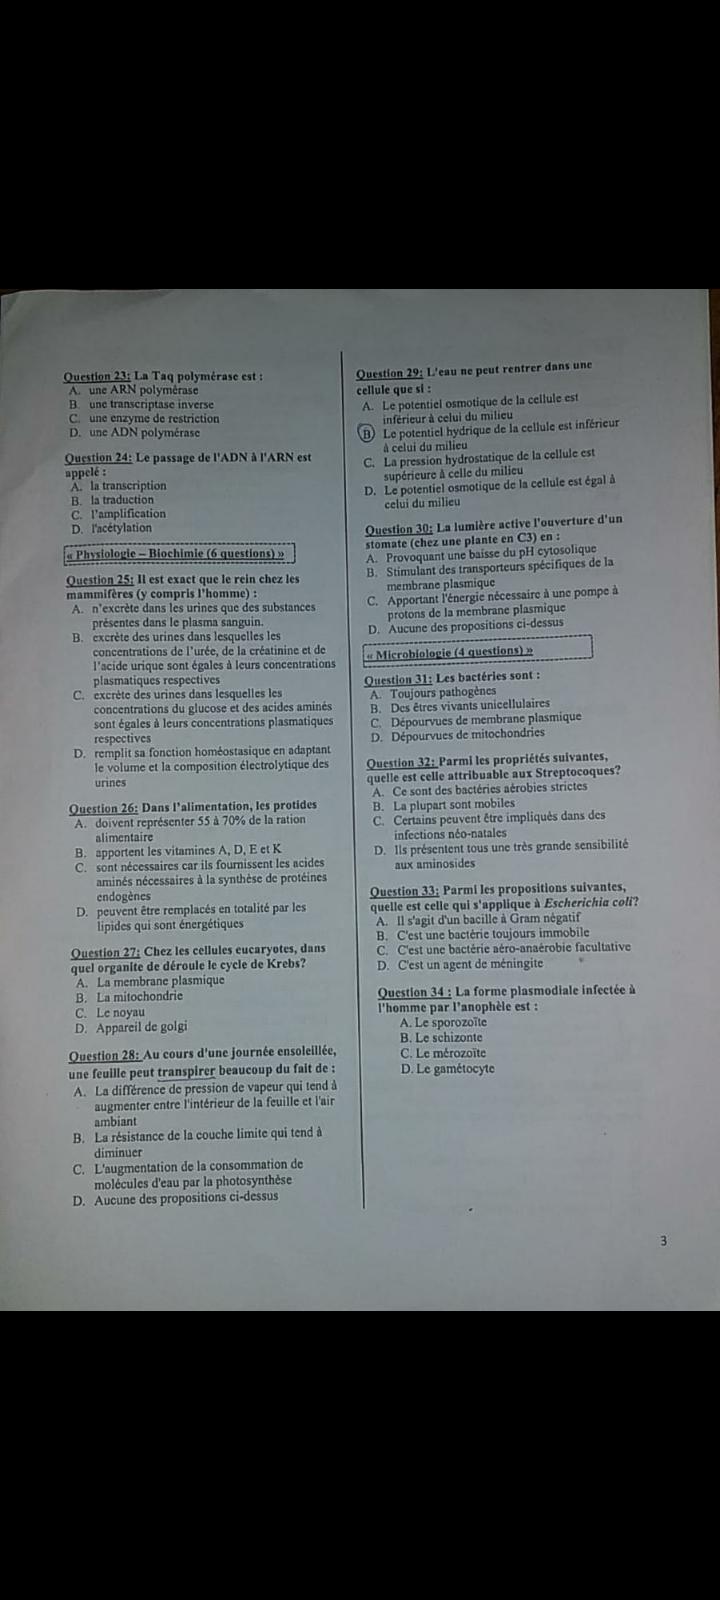 Question 23: La Taq polymérase est :
A. une ARN polymérase
B. une transcriptase inverse
C. une enzyme de restriction
D. une ADN polymérase
Question 24: Le passage de l'ADN à l'ARN est
appelé :
A. la transcription
B. la traduction
C. l'amplification
D. l'acétylation
« Physiologie – Biochimie (6 questions) »
Question 25: Il est exact que le rein chez les
mammifères (y compris l'homme) :
A. n'excrète dans les urines que des substances
présentes dans le plasma sanguin.
B. excrète des urines dans lesquelles les
concentrations de l'urée, de la créatinine et de
l'acide urique sont égales à leurs concentrations
plasmatiques respectives
C. excrète des urines dans lesquelles les
concentrations du glucose et des acides aminés
sont égales à leurs concentrations plasmatiques
respectives
D. remplit sa fonction homéostasique en adaptant
le volume et la composition électrolytique des
urines
Question 26: Dans l'alimentation, les protides
A. doivent représenter 55 à 70% de la ration
alimentaire
B. apportent les vitamines A, D, E et K
C. sont nécessaires car ils fournissent les acides
aminés nécessaires à la synthèse de protéines
endogènes
D. peuvent être remplacés en totalité par les
lipides qui sont énergétiques
Question 27: Chez les cellules eucaryotes, dans
quel organite de déroule le cycle de Krebs?
A. La membrane plasmique
B. La mitochondrie
C. Le noyau
D. Appareil de golgi
Question 28: Au cours d'une journée ensoleillée,
une feuille peut transpirer beaucoup du fait de :
A. La différence de pression de vapeur qui tend à
augmenter entre l'intérieur de la feuille et l'air
ambiant
B. La résistance de la couche limite qui tend à
diminuer
C. L'augmentation de la consommation de
molécules d'eau par la photosynthèse
D. Aucune des propositions ci-dessus
Question 29: L'eau ne peut rentrer dans une
cellule que si :
A. Le potentiel osmotique de la cellule est
inférieur à celui du milieu
B Le potentiel hydrique de la cellule est inférieur
à celui du milieu
C. La pression hydrostatique de la cellule est
supérieure à celle du milieu
D. Le potentiel osmotique de la cellule est égal à
celui du milieu
Question 30: La lumière active l'ouverture d'un
stomate (chez une plante en C3) en :
A. Provoquant une baisse du pH cytosolique
B. Stimulant des transporteurs spécifiques de la
membrane plasmique
C. Apportant l'énergie nécessaire à une pompe à
protons de la membrane plasmique
D. Aucune des propositions ci-dessus
« Microbiologie (4 questions) »
Question 31: Les bactéries sont :
A. Toujours pathogènes
B. Des êtres vivants unicellulaires
C. Dépourvues de membrane plasmique
D. Dépourvues de mitochondries
Question 32: Parmi les propriétés suivantes,
quelle est celle attribuable aux Streptocoques?
A. Ce sont des bactéries aérobies strictes
B. La plupart sont mobiles
C. Certains peuvent être impliqués dans des
infections néo-natales
D. Ils présentent tous une très grande sensibilité
aux aminosides
Question 33: Parmi les propositions suivantes,
quelle est celle qui s'applique à Escherichia coli?
A. Il s'agit d'un bacille à Gram négatif
B. C'est une bactérie toujours immobile
C. C'est une bactérie aéro-anaérobie facultative
D. C'est un agent de méningite
Question 34 : La forme plasmodiale infectée à
l'homme par l'anophèle est :
A. Le sporozoïte
B. Le schizonte
C. Le mérozoïte
D. Le gamétocyte
3